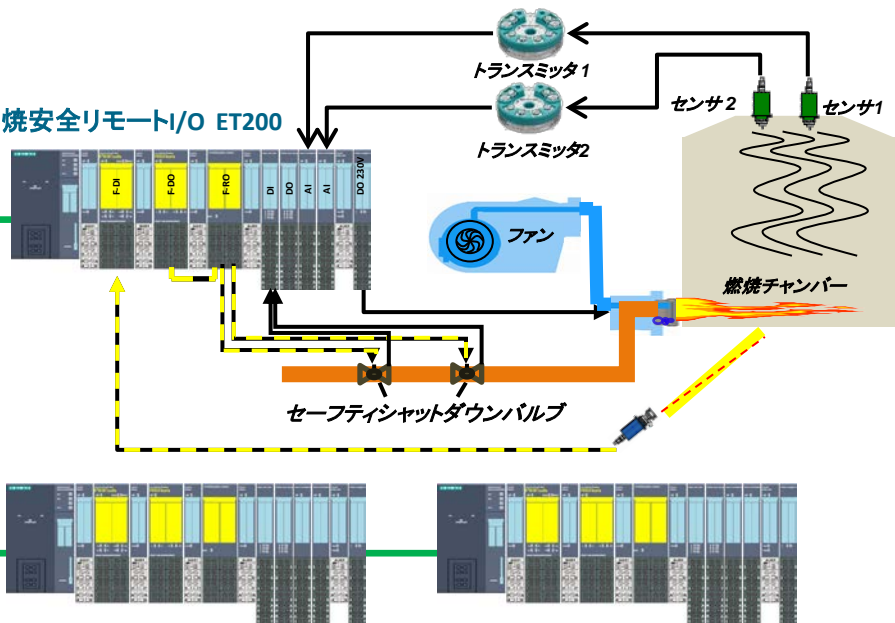 トランスミッタ1
センサ2
センサ1
焼安全リモートI/O ET200
トランスミッタ2
SIEMENS
F-DI
F-DO
F-RO
DI
DO
AI
AI
DO 230V
ファン
燃焼チャンバー
セーフティシャットダウンバルブ